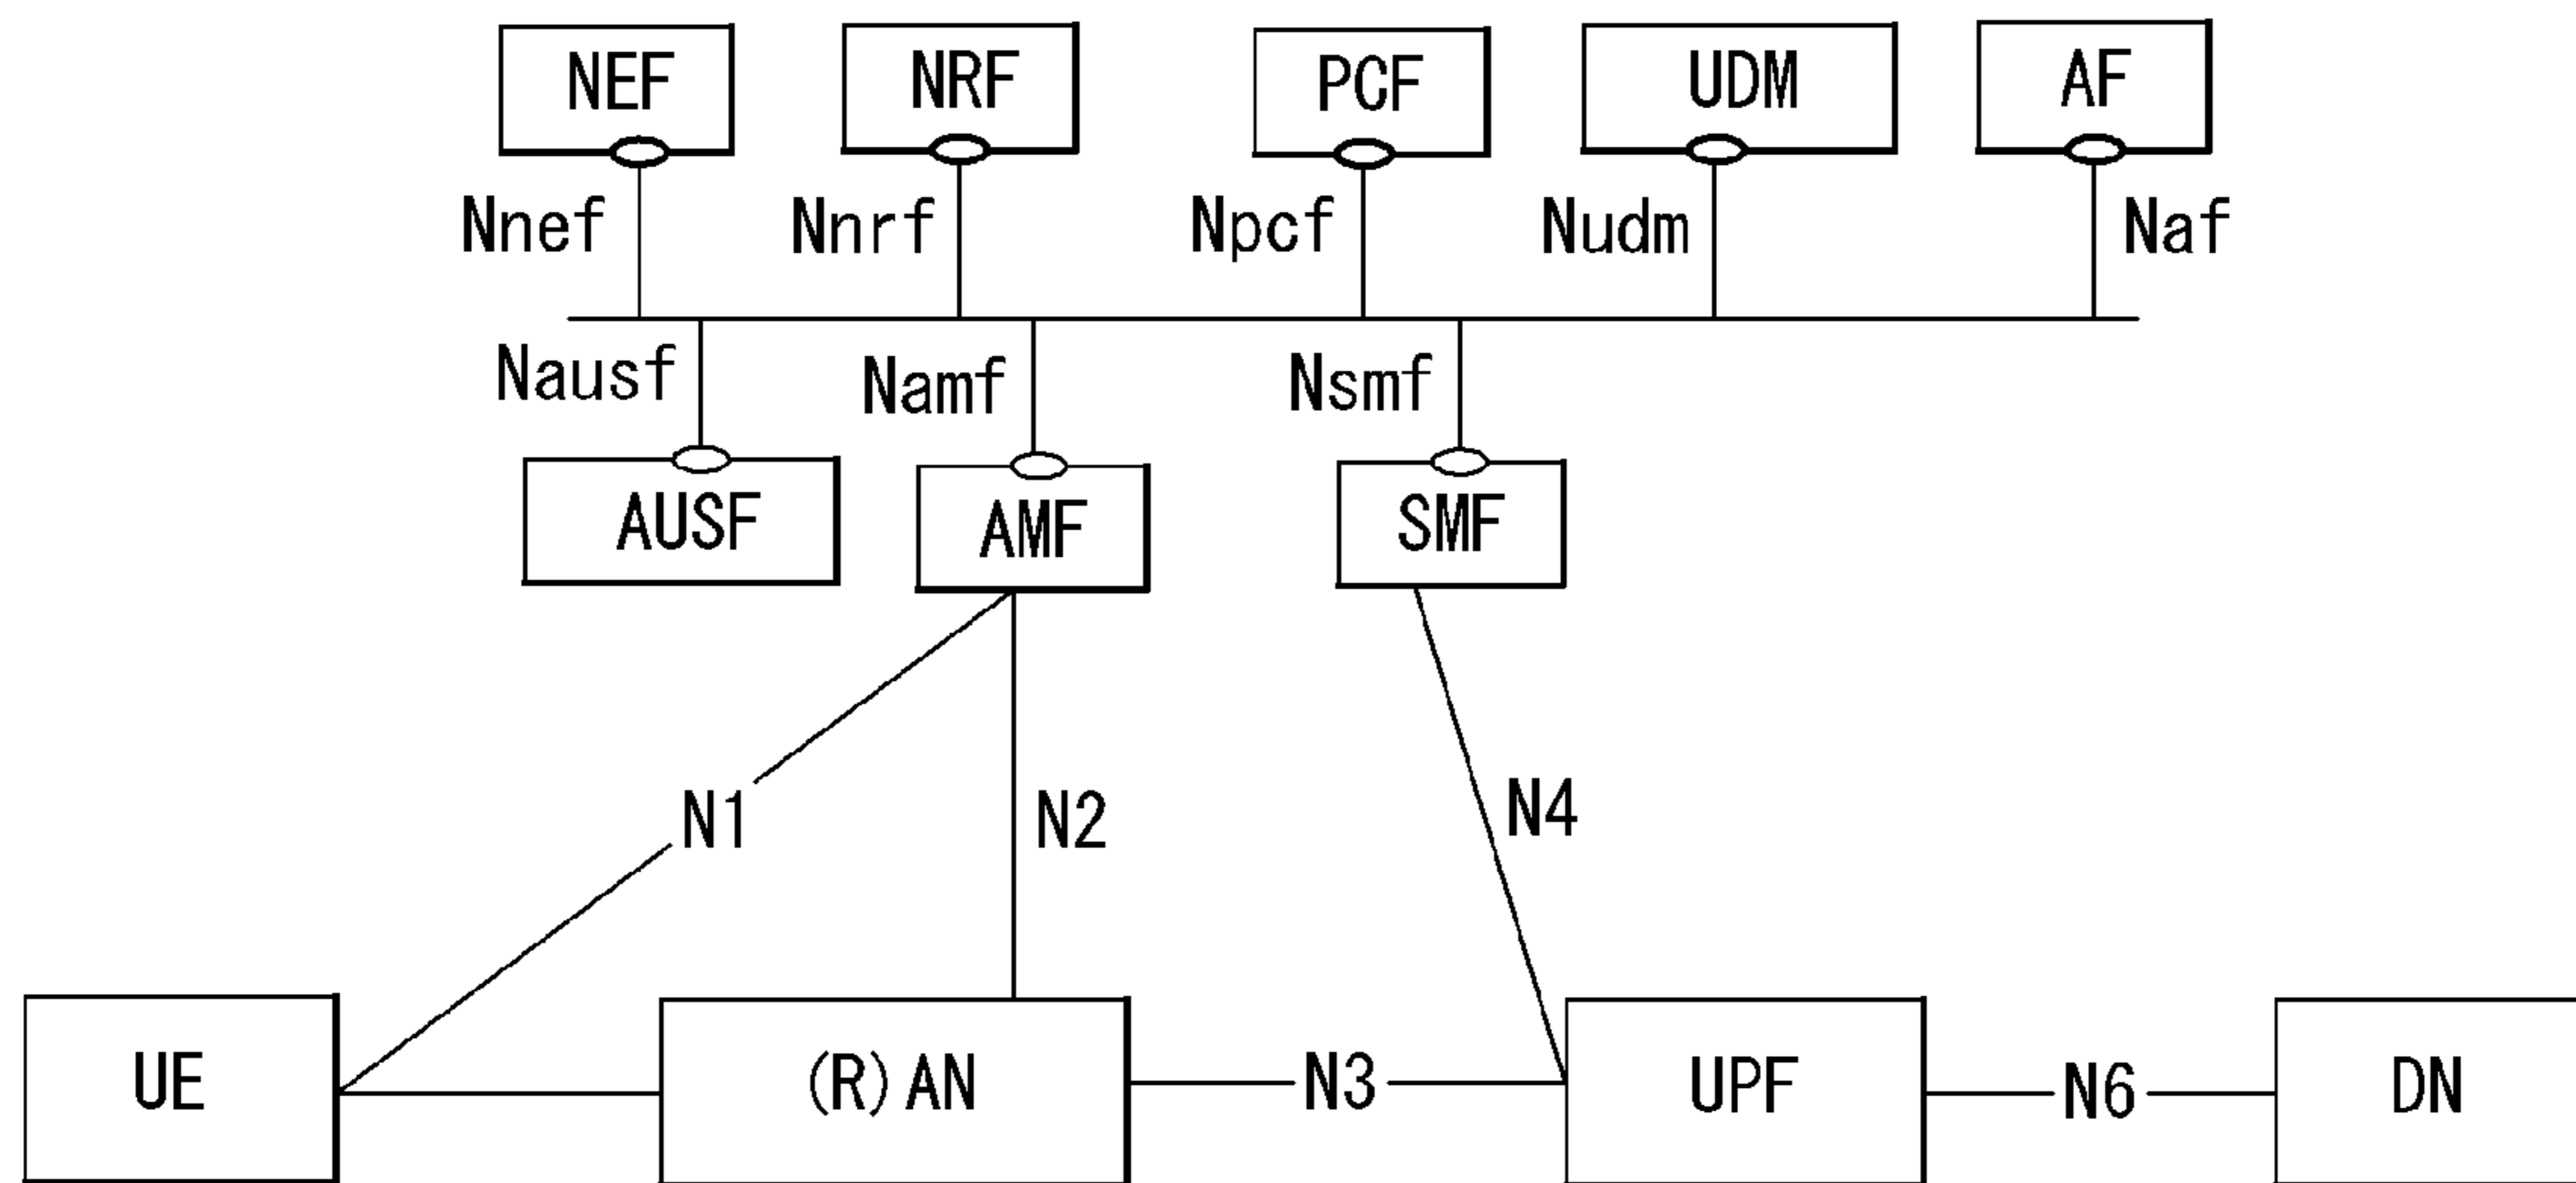 NEF NRF PCF UDM AF
Nnef Nnrf Npcf Nudm Naf
Nausf Namf Nsmf
AUSF AMF SMF
N1 N2 N4
UE (R)AN N3 UPF N6 DN